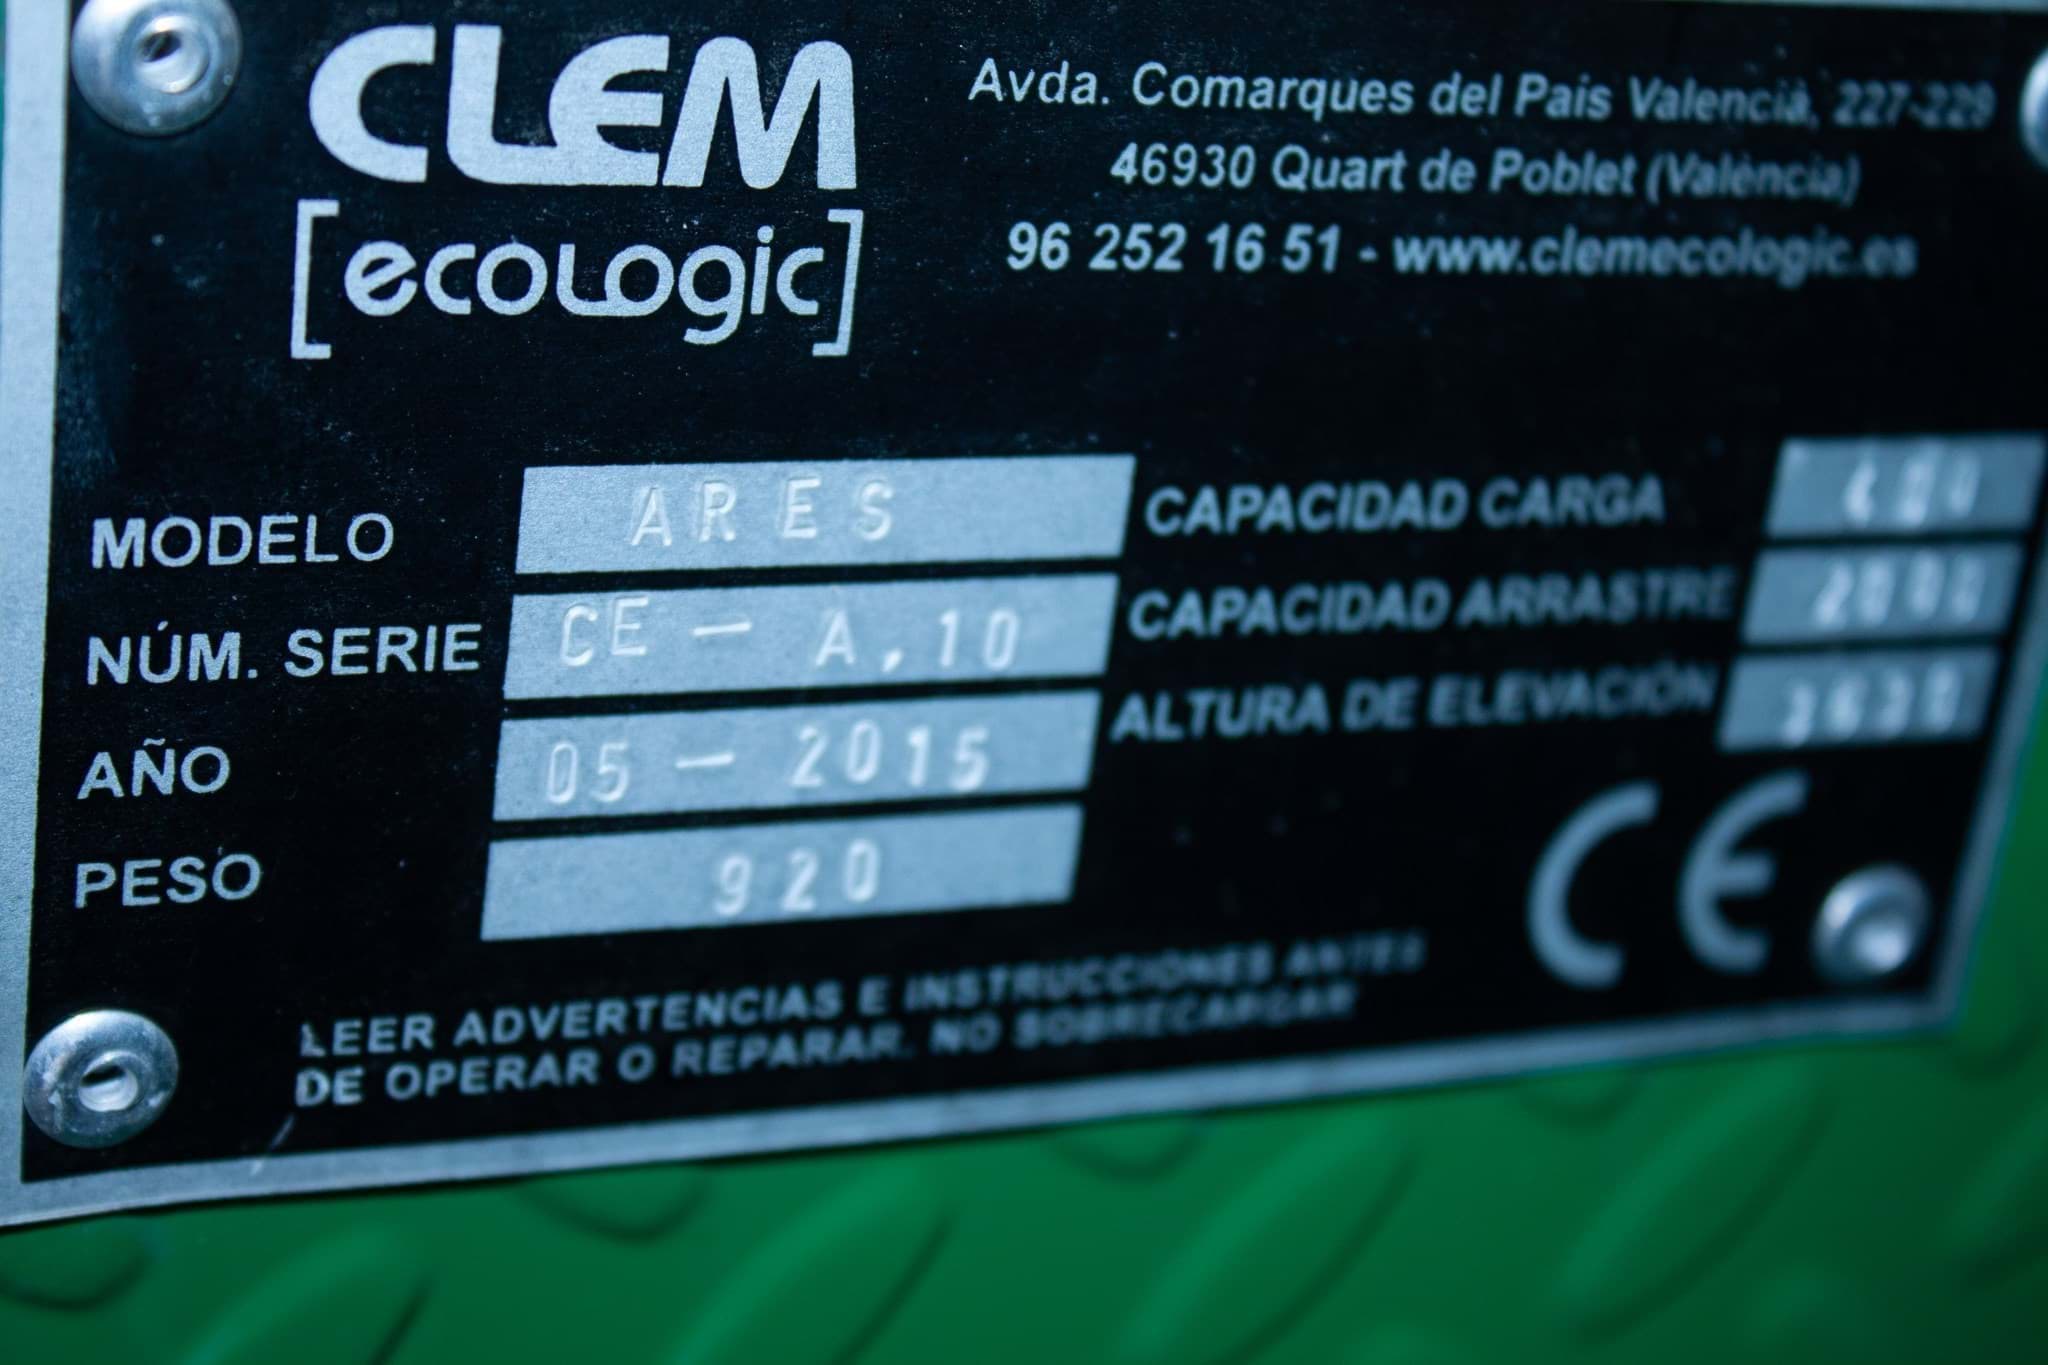 CLEM
[ecologic]
Avda. Comarques del Pais Valencià, 227-229
46930 Quart de Poblet (València)
96 252 16 51 - www.clemecologic.es
MODELO ARES
NÚM. SERIE CE - A,10
AÑO 05 - 2015
PESO 920
CAPACIDAD CARGA
CAPACIDAD ARRASTRE 2000
ALTURA DE ELEVACIÓN
CE
LEER ADVERTENCIAS E INSTRUCCIONES ANTES
DE OPERAR O REPARAR. NO SOBRECARGAR